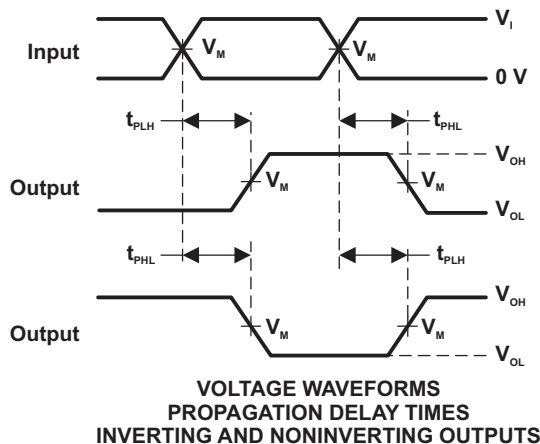 V_I
Input
V_M
V_M
0 V
t_PLH
t_PHL
V_OH
Output
V_M
V_M
V_OL
t_PHL
t_PLH
V_OH
Output
V_M
V_M
V_OL
VOLTAGE WAVEFORMS
PROPAGATION DELAY TIMES
INVERTING AND NONINVERTING OUTPUTS